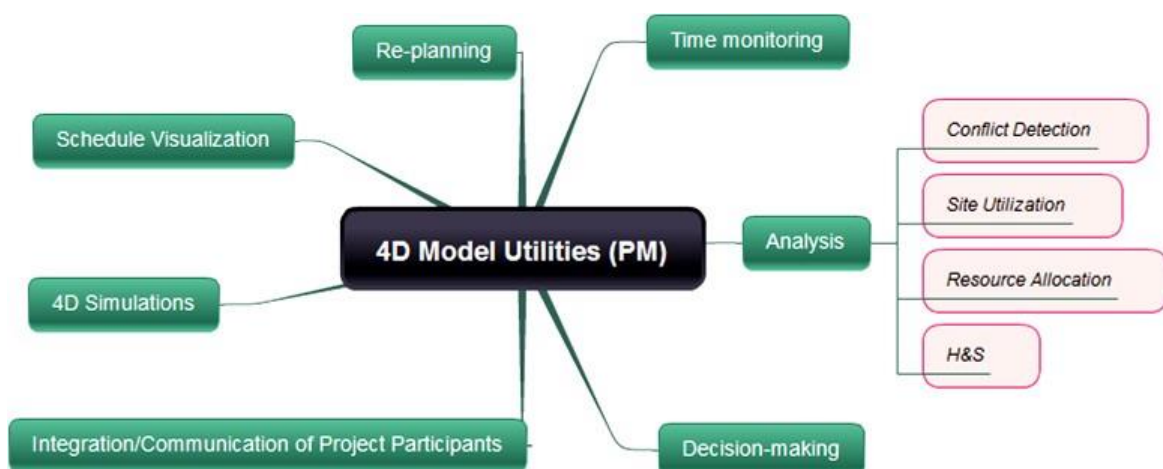 Re-planning
Time monitoring
Schedule Visualization
Conflict Detection
Site Utilization
4D Model Utilities (PM)
Analysis
Resource Allocation
4D Simulations
H&S
Integration/Communication of Project Participants
Decision-making